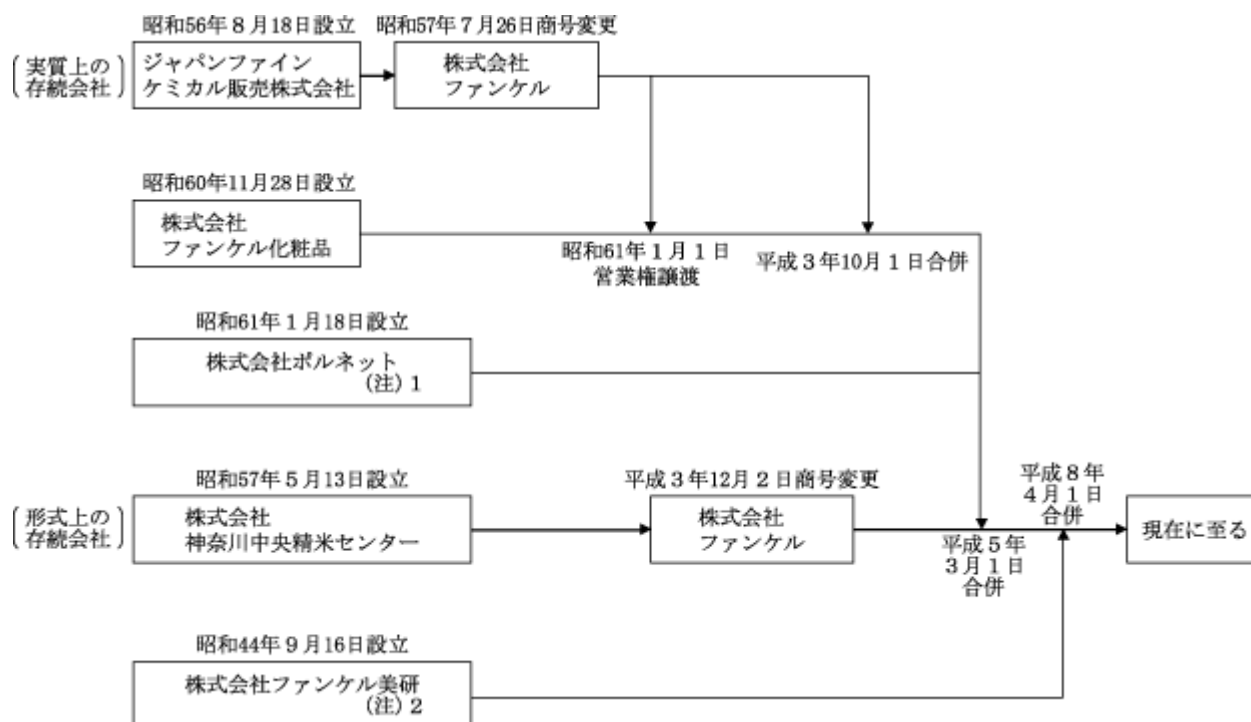 昭和56年8月18日設立
昭和57年7月26日商号変更
実質上の
存続会社
ジャパンファイン
ケミカル販売株式会社
株式会社
ファンケル
昭和60年11月28日設立
株式会社
ファンケル化粧品
昭和61年1月1日
営業権譲渡
平成3年10月1日合併
昭和61年1月18日設立
株式会社ボルネット
(注)1
昭和57年5月13日設立
平成3年12月2日商号変更
形式上の
存続会社
株式会社
神奈川中央精米センター
株式会社
ファンケル
平成5年
3月1日
合併
平成8年
4月1日
合併
現在に至る
昭和44年9月16日設立
株式会社ファンケル美研
(注)2